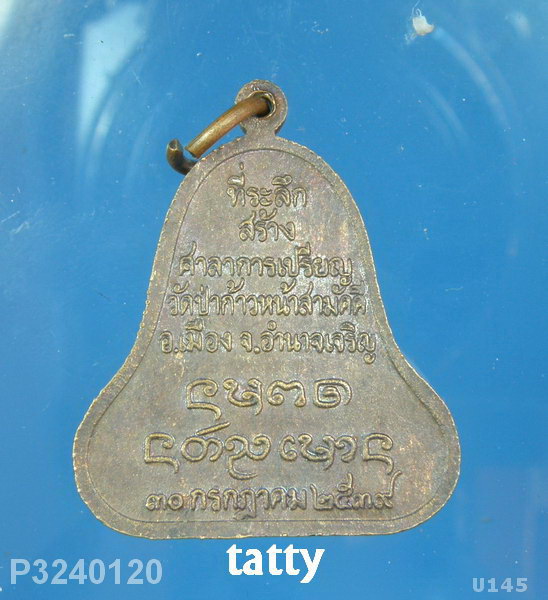 ที่ระลึก
สร้าง
ศาลาการเปรียญ
วัดป่าก้าวหน้าสามัคคี
อ.เมือง จ.อำนาจเจริญ
๓๐ กรกฎาคม ๒๕๓๙
tatty
P3240120
U145